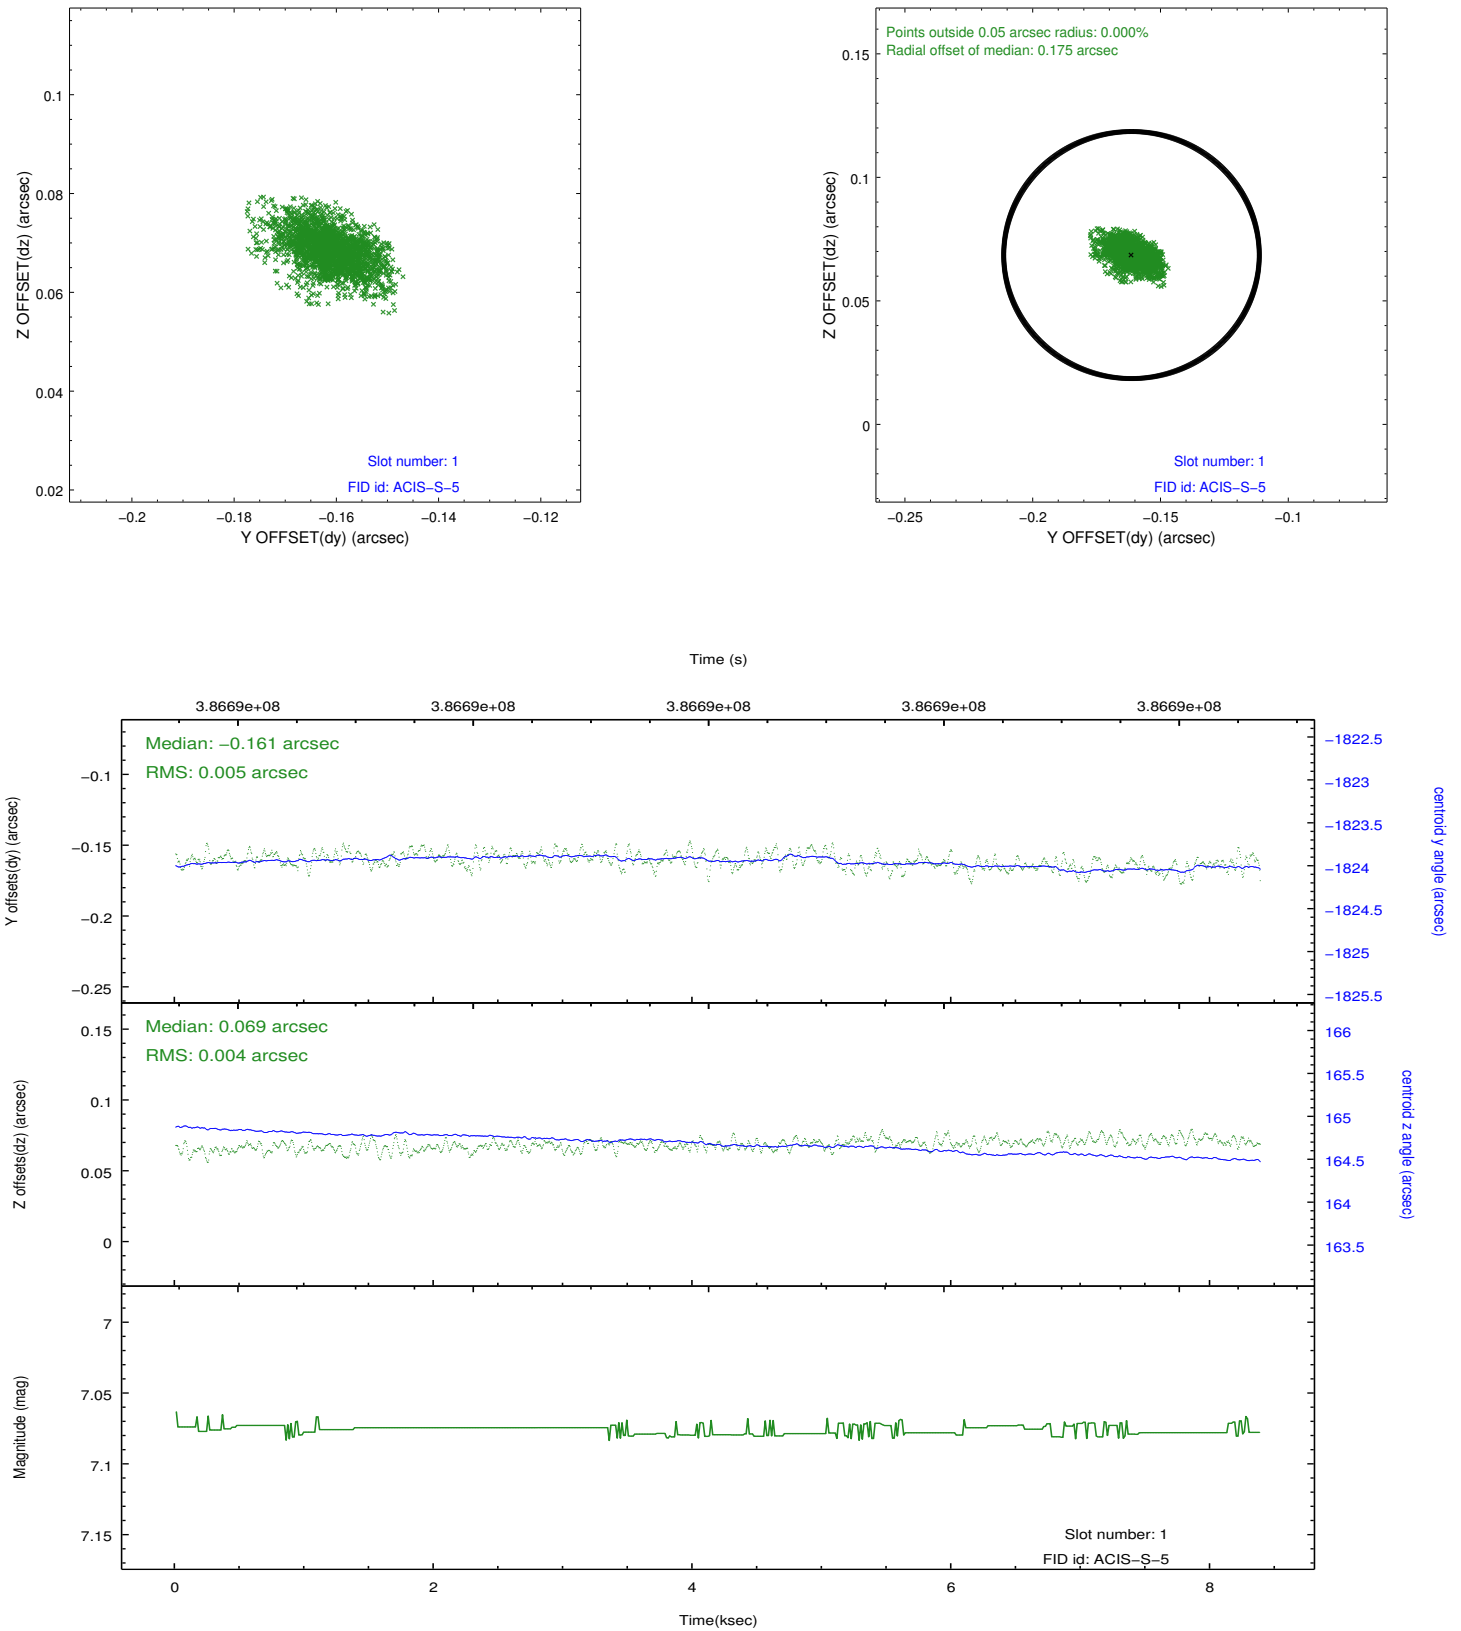 0.1
0.08
0.06
0.04
0.02
Z OFFSET(dz) (arcsec)
Slot number: 1
FID id: ACIS−S−5
−0.2
−0.18
−0.16
−0.14
−0.12
Y OFFSET(dy) (arcsec)
Points outside 0.05 arcsec radius: 0.000%
Radial offset of median: 0.175 arcsec
0.15
0.1
0.05
0
Z OFFSET(dz) (arcsec)
Slot number: 1
FID id: ACIS−S−5
−0.25
−0.2
−0.15
−0.1
Y OFFSET(dy) (arcsec)
Time (s)
3.8669e+08
3.8669e+08
3.8669e+08
3.8669e+08
3.8669e+08
Median: −0.161 arcsec
RMS: 0.005 arcsec
−0.1
−0.15
−0.2
−0.25
Y offsets(dy) (arcsec)
−1822.5
−1823
−1823.5
−1824
−1824.5
−1825
−1825.5
centroid y angle (arcsec)
Median: 0.069 arcsec
RMS: 0.004 arcsec
0.15
0.1
0.05
0
Z offsets(dz) (arcsec)
166
165.5
165
164.5
164
163.5
centroid z angle (arcsec)
7
7.05
7.1
7.15
Magnitude (mag)
Slot number: 1
FID id: ACIS−S−5
0
2
4
6
8
Time(ksec)